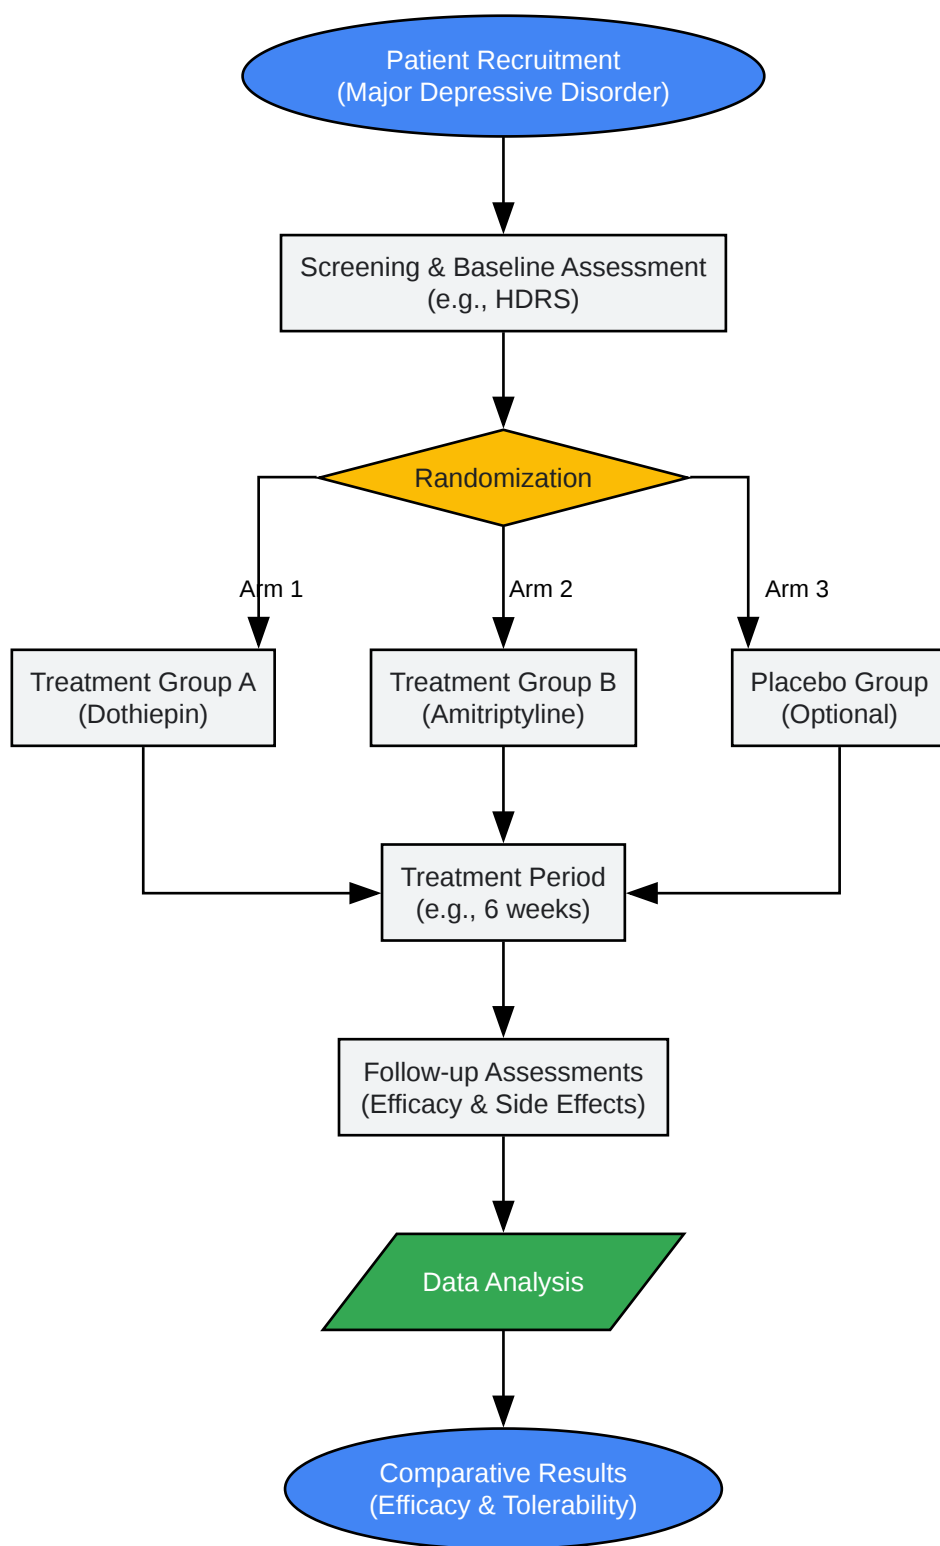 Patient Recruitment
(Major Depressive Disorder)
Screening & Baseline Assessment
(e.g., HDRS)
Randomization
Arm 1
Arm 2
Arm 3
Treatment Group A
(Dothiepin)
Treatment Group B
(Amitriptyline)
Placebo Group
(Optional)
Treatment Period
(e.g., 6 weeks)
Follow-up Assessments
(Efficacy & Side Effects)
Data Analysis
Comparative Results
(Efficacy & Tolerability)